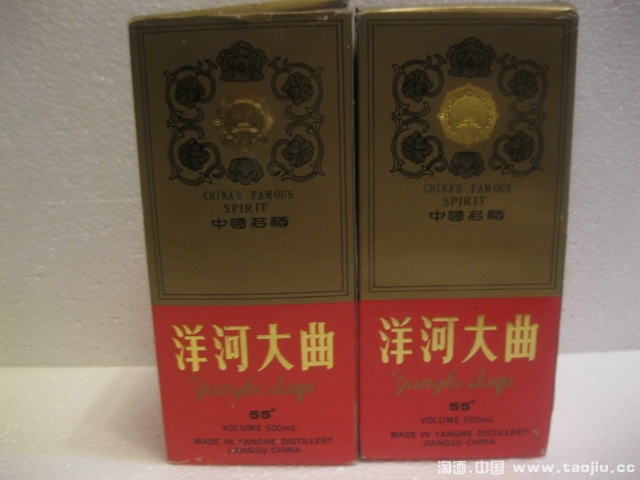 CHINA'S FAMOUS
SPIRIT
中國名酒
洋河大曲
Yanghe daqu
55°
VOLUME 500mL
MADE IN YANGHE DISTILLERY
JIANGSU CHINA
CHINA'S FAMOUS
SPIRIT
中國名酒
洋河大曲
Yanghe daqu
55°
VOLUME 500mL
MADE IN YANGHE DISTILLERY
JIANGSU CHINA
淘酒.中国 www.taojiu.cc